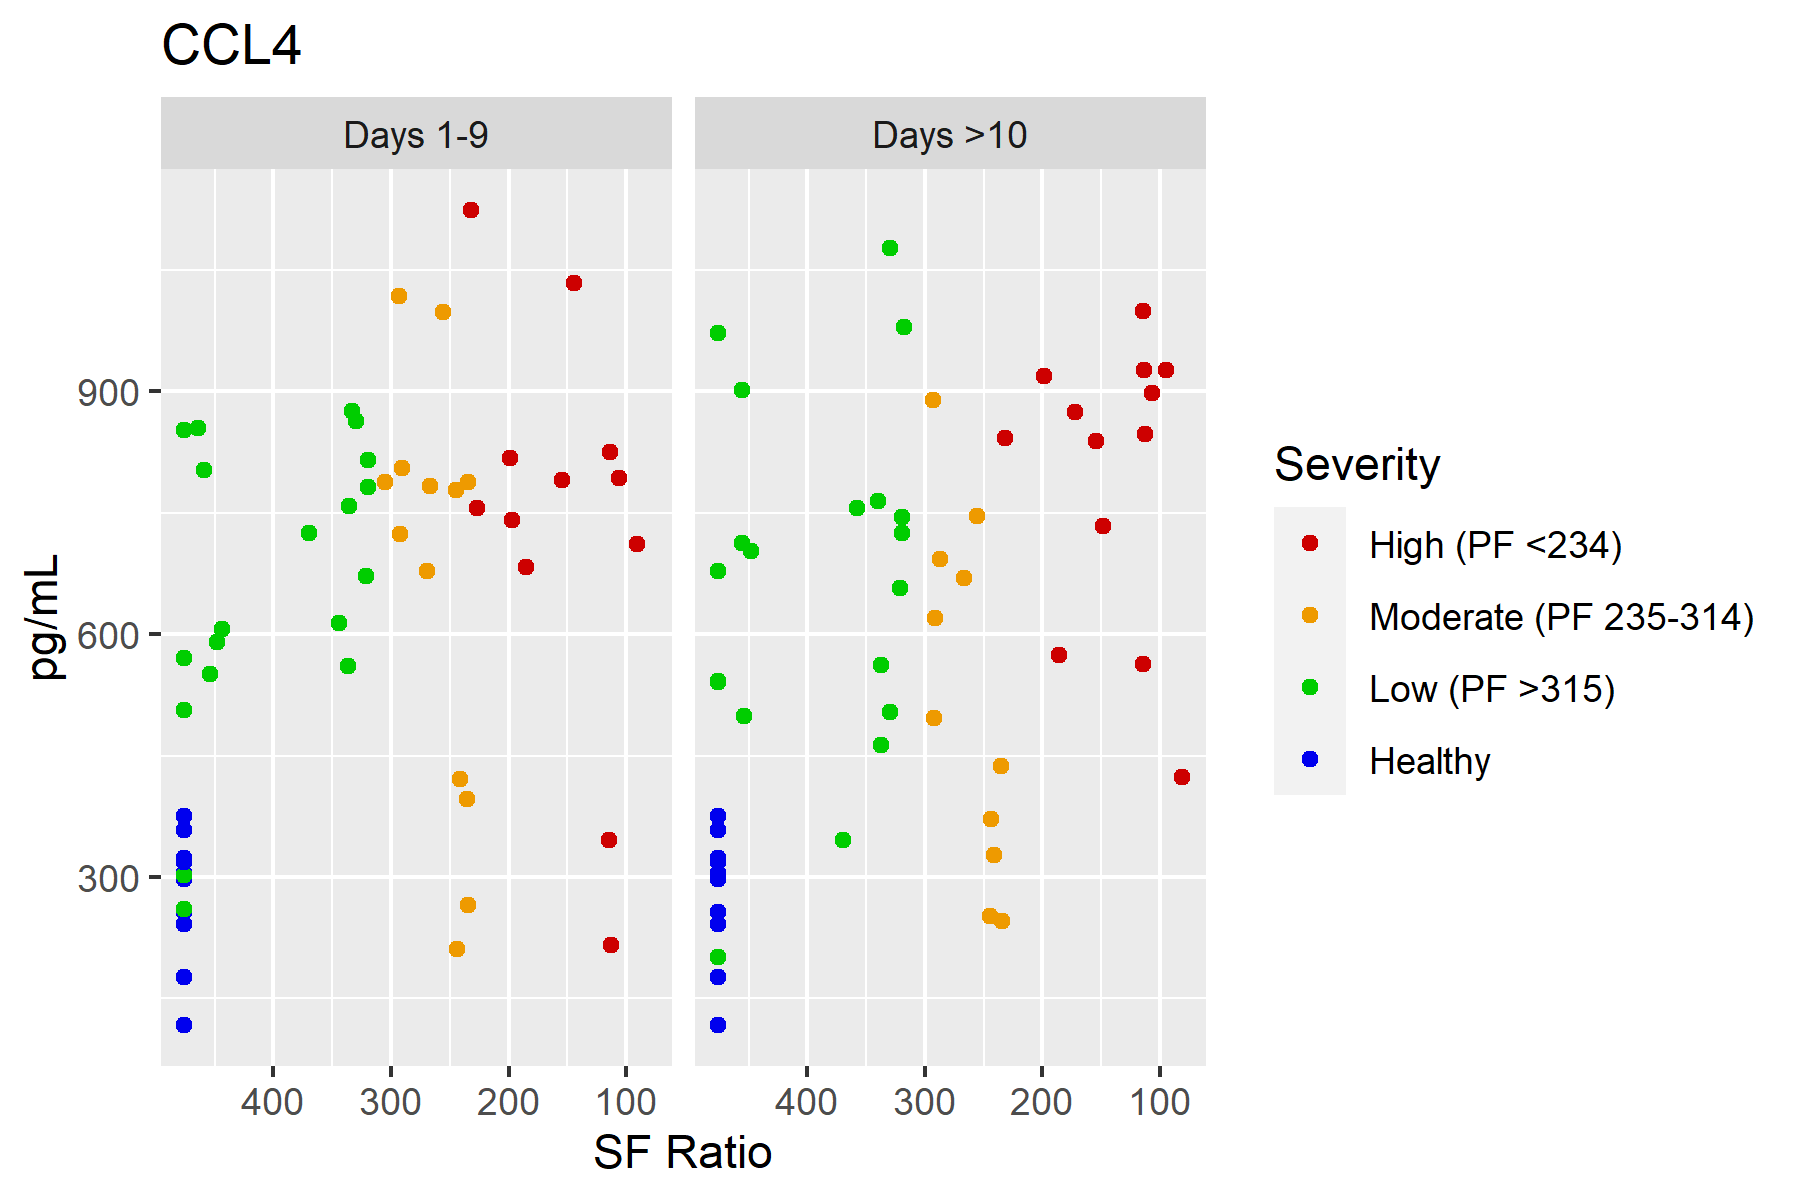 CCL4
Days 1-9
Days >10
pg/mL
900
600
300
400 300 200 100
400 300 200 100
SF Ratio
Severity
High (PF <234)
Moderate (PF 235-314)
Low (PF >315)
Healthy